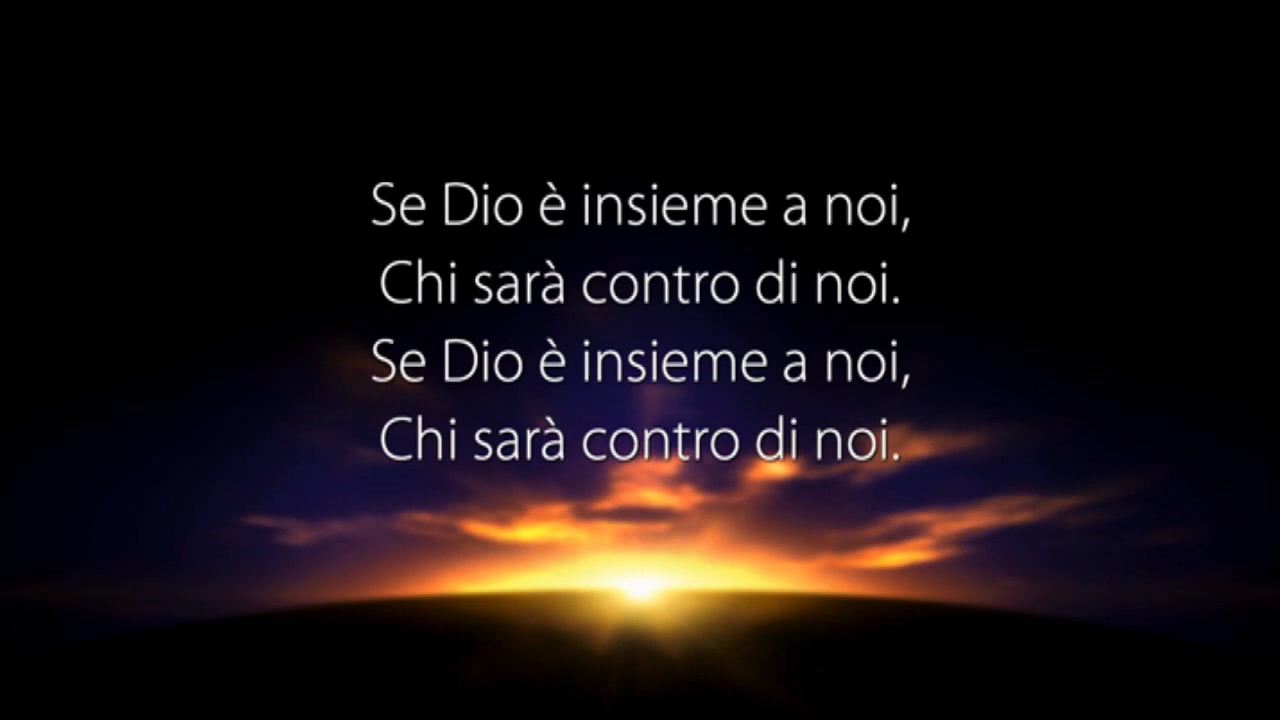 Se Dio è insieme a noi,
Chi sarà contro di noi.
Se Dio è insieme a noi,
Chi sarà contro di noi.